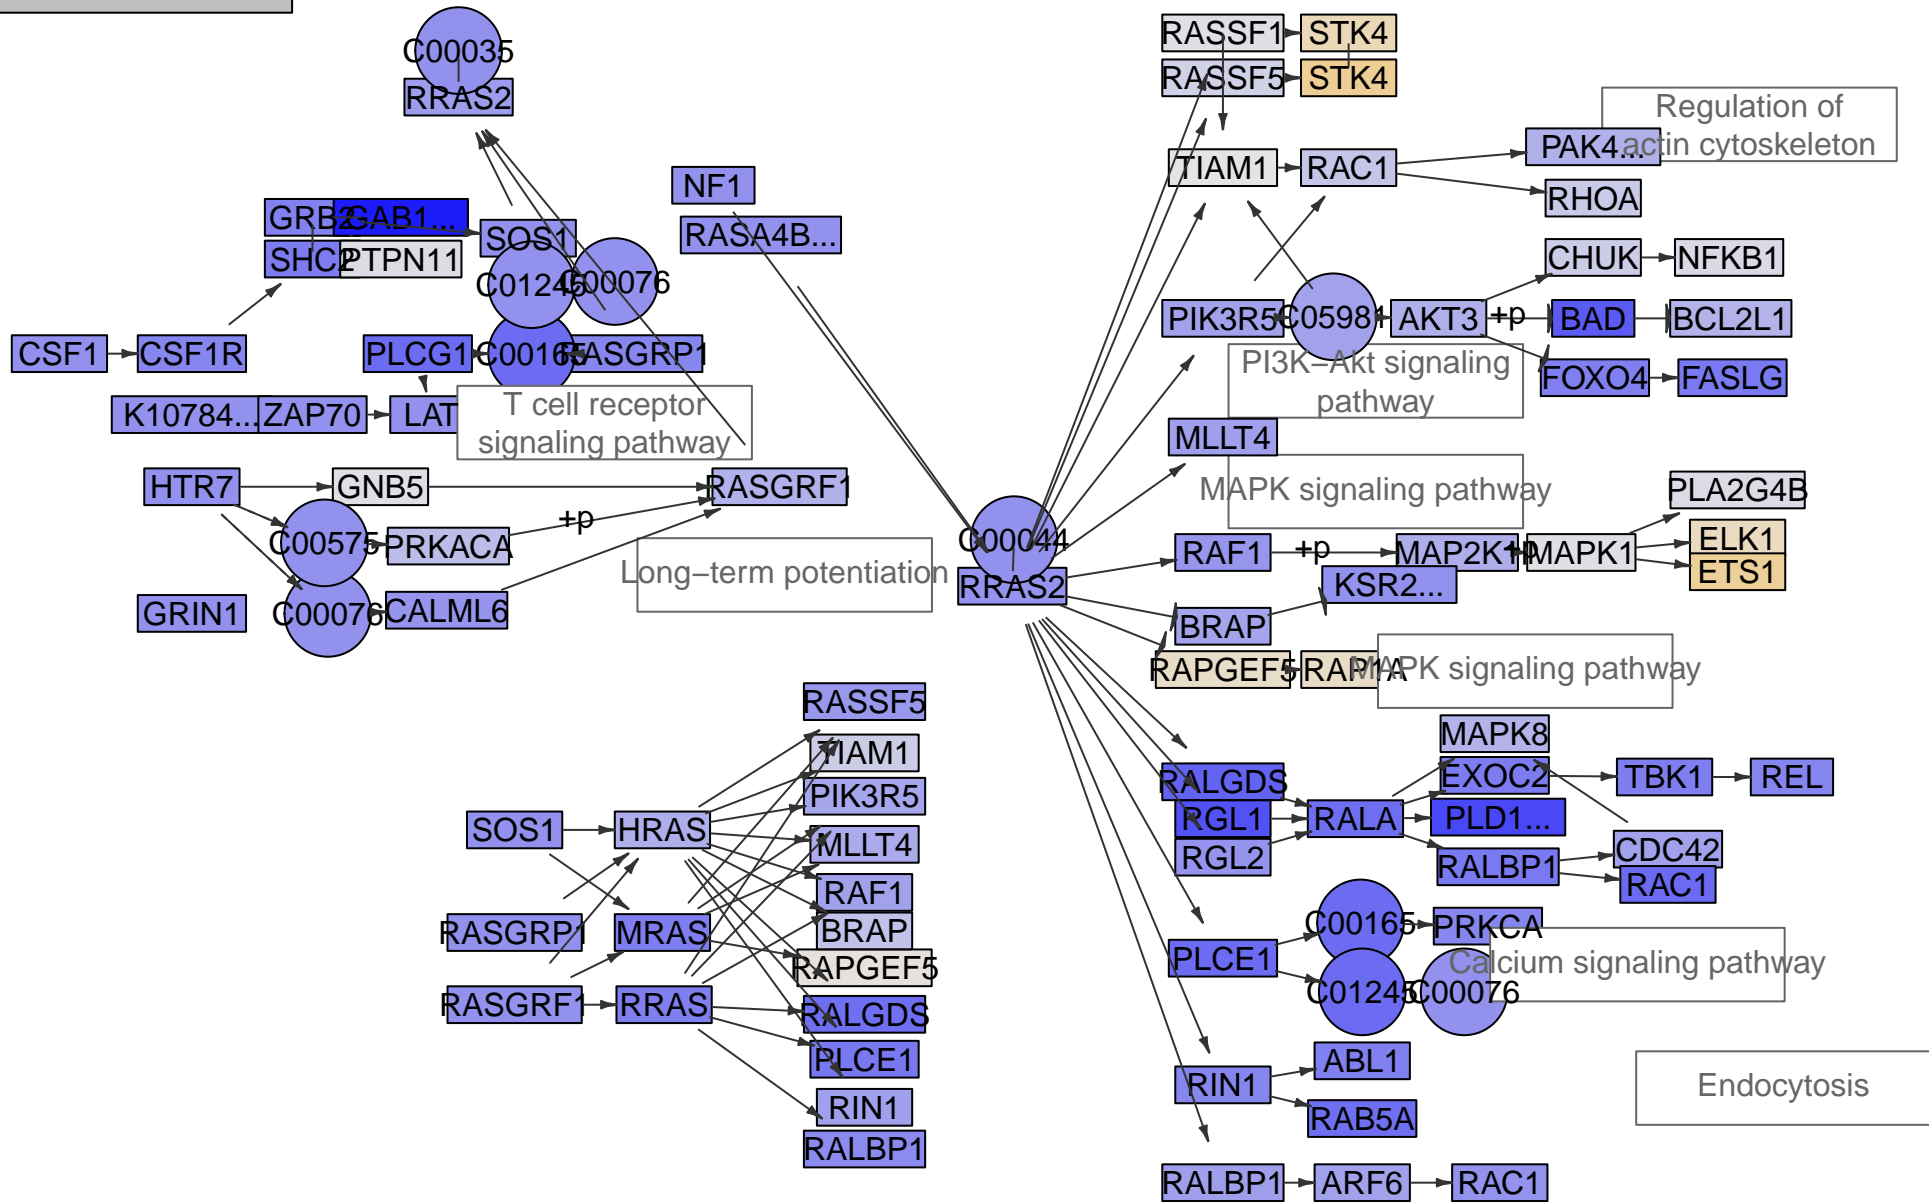 C00035
RRAS2
NF1
RASA4B...
GRB2
GAB1...
SOS1
SHC2
PTPN11
C01245
C00076
CSF1
CSF1R
PLCG1
C00165
RASGRP1
K10784...
ZAP70
LAT
T cell receptor
signaling pathway
HTR7
GNB5
RASGRF1
+p
C00575
PRKACA
Long−term potentiation
GRIN1
C00076
CALML6
C00044
RRAS2
RASSF1
STK4
RASSF5
STK4
Regulation of
actin cytoskeleton
PAK4...
TIAM1
RAC1
RHOA
CHUK
NFKB1
PIK3R5
C05981
AKT3
+p
BAD
BCL2L1
PI3K−Akt signaling
pathway
FOXO4
FASLG
MLLT4
MAPK signaling pathway
PLA2G4B
RAF1
+p
MAP2K1
+p
MAPK1
ELK1
ETS1
KSR2...
BRAP
RAPGEF5
RAP1A
MAPK signaling pathway
MAPK8
RALGDS
EXOC2
TBK1
REL
RGL1
RALA
PLD1...
RGL2
RALBP1
CDC42
RAC1
C00165
PRKCA
PLCE1
Calcium signaling pathway
C01245
C00076
ABL1
RIN1
RAB5A
Endocytosis
RALBP1
ARF6
RAC1
RASSF5
TIAM1
PIK3R5
SOS1
HRAS
MLLT4
RAF1
RASGRP1
MRAS
BRAP
RAPGEF5
RASGRF1
RRAS
RALGDS
PLCE1
RIN1
RALBP1